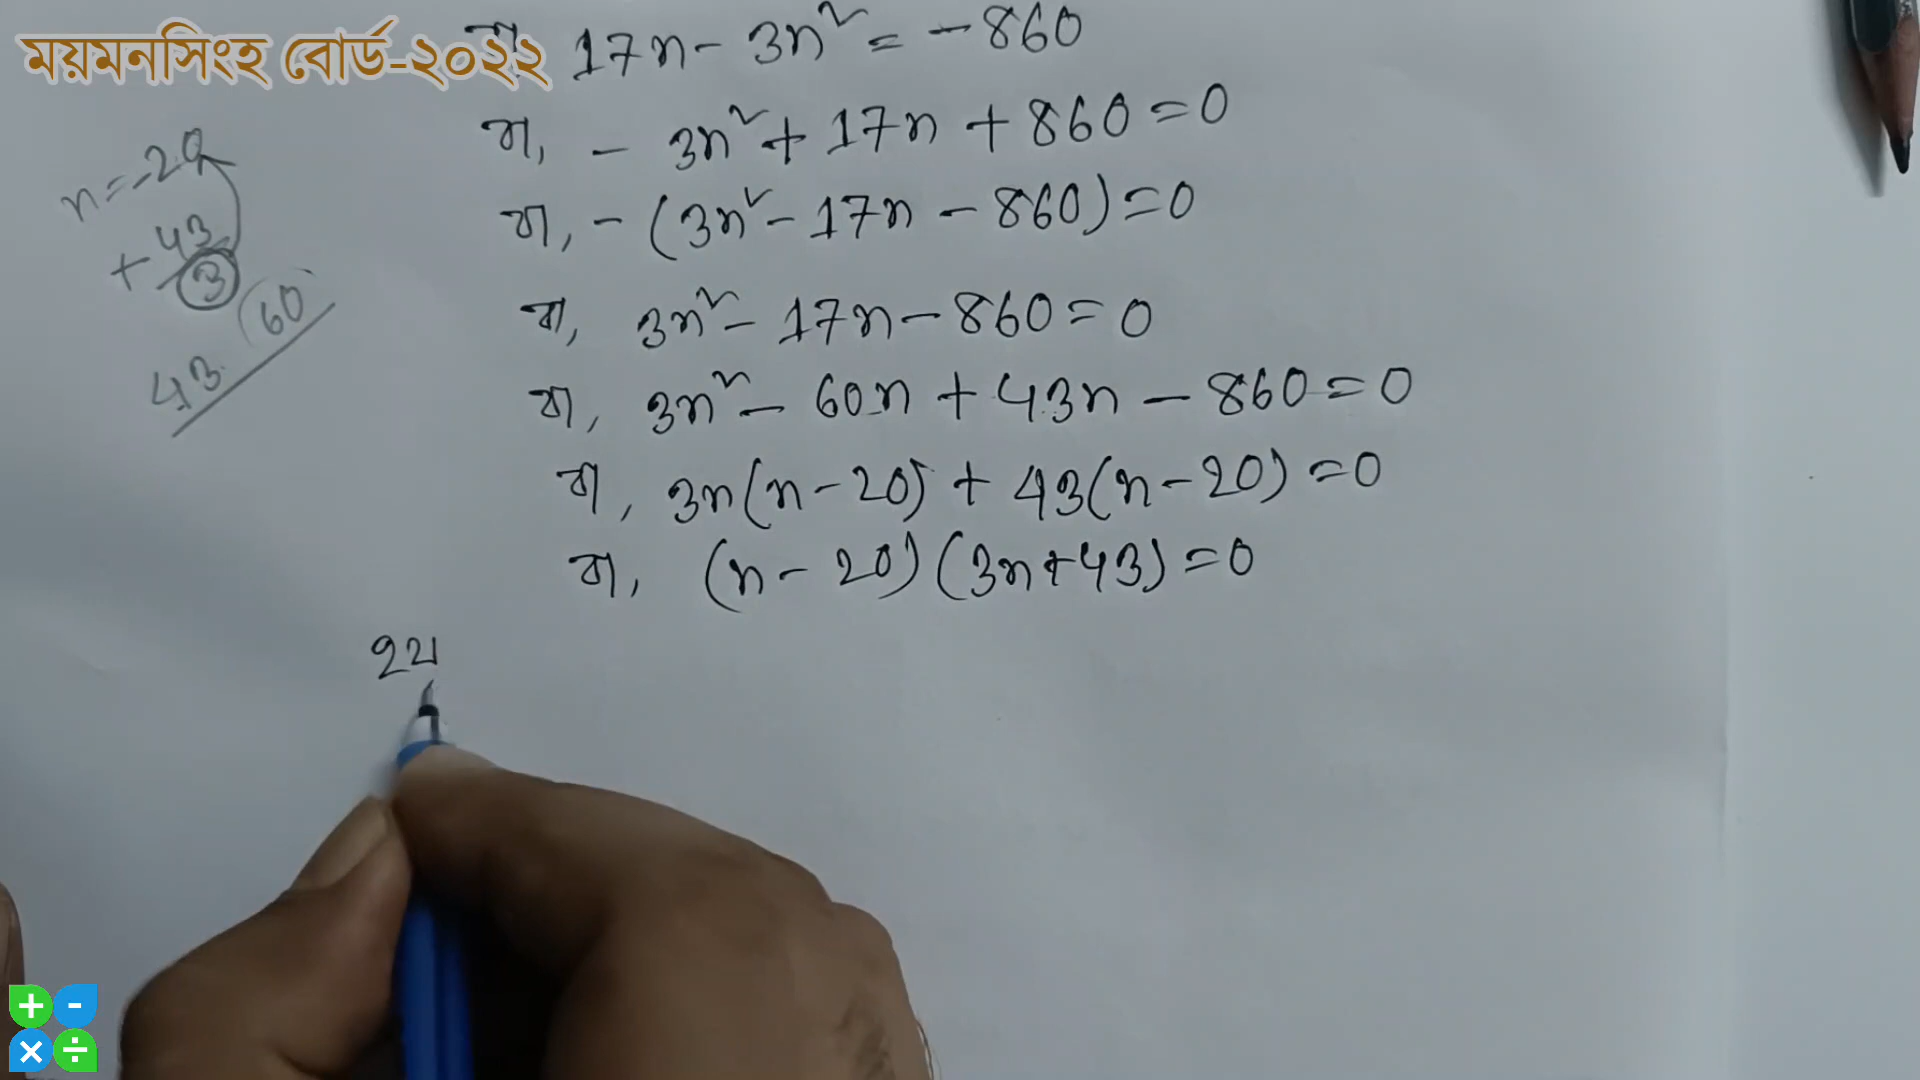 ময়মনসিংহ বোর্ড-২০২২
বা, 17n - 3n² = -860
বা, - 3n² + 17n + 860 = 0
বা, - (3n² - 17n - 860) = 0
বা, 3n² - 17n - 860 = 0
বা, 3n² - 60n + 43n - 860 = 0
বা, 3n(n - 20) + 43(n - 20) = 0
বা, (n - 20) (3n + 43) = 0
হয়
n = -20
+ 43
3
60
43
+ - × ÷